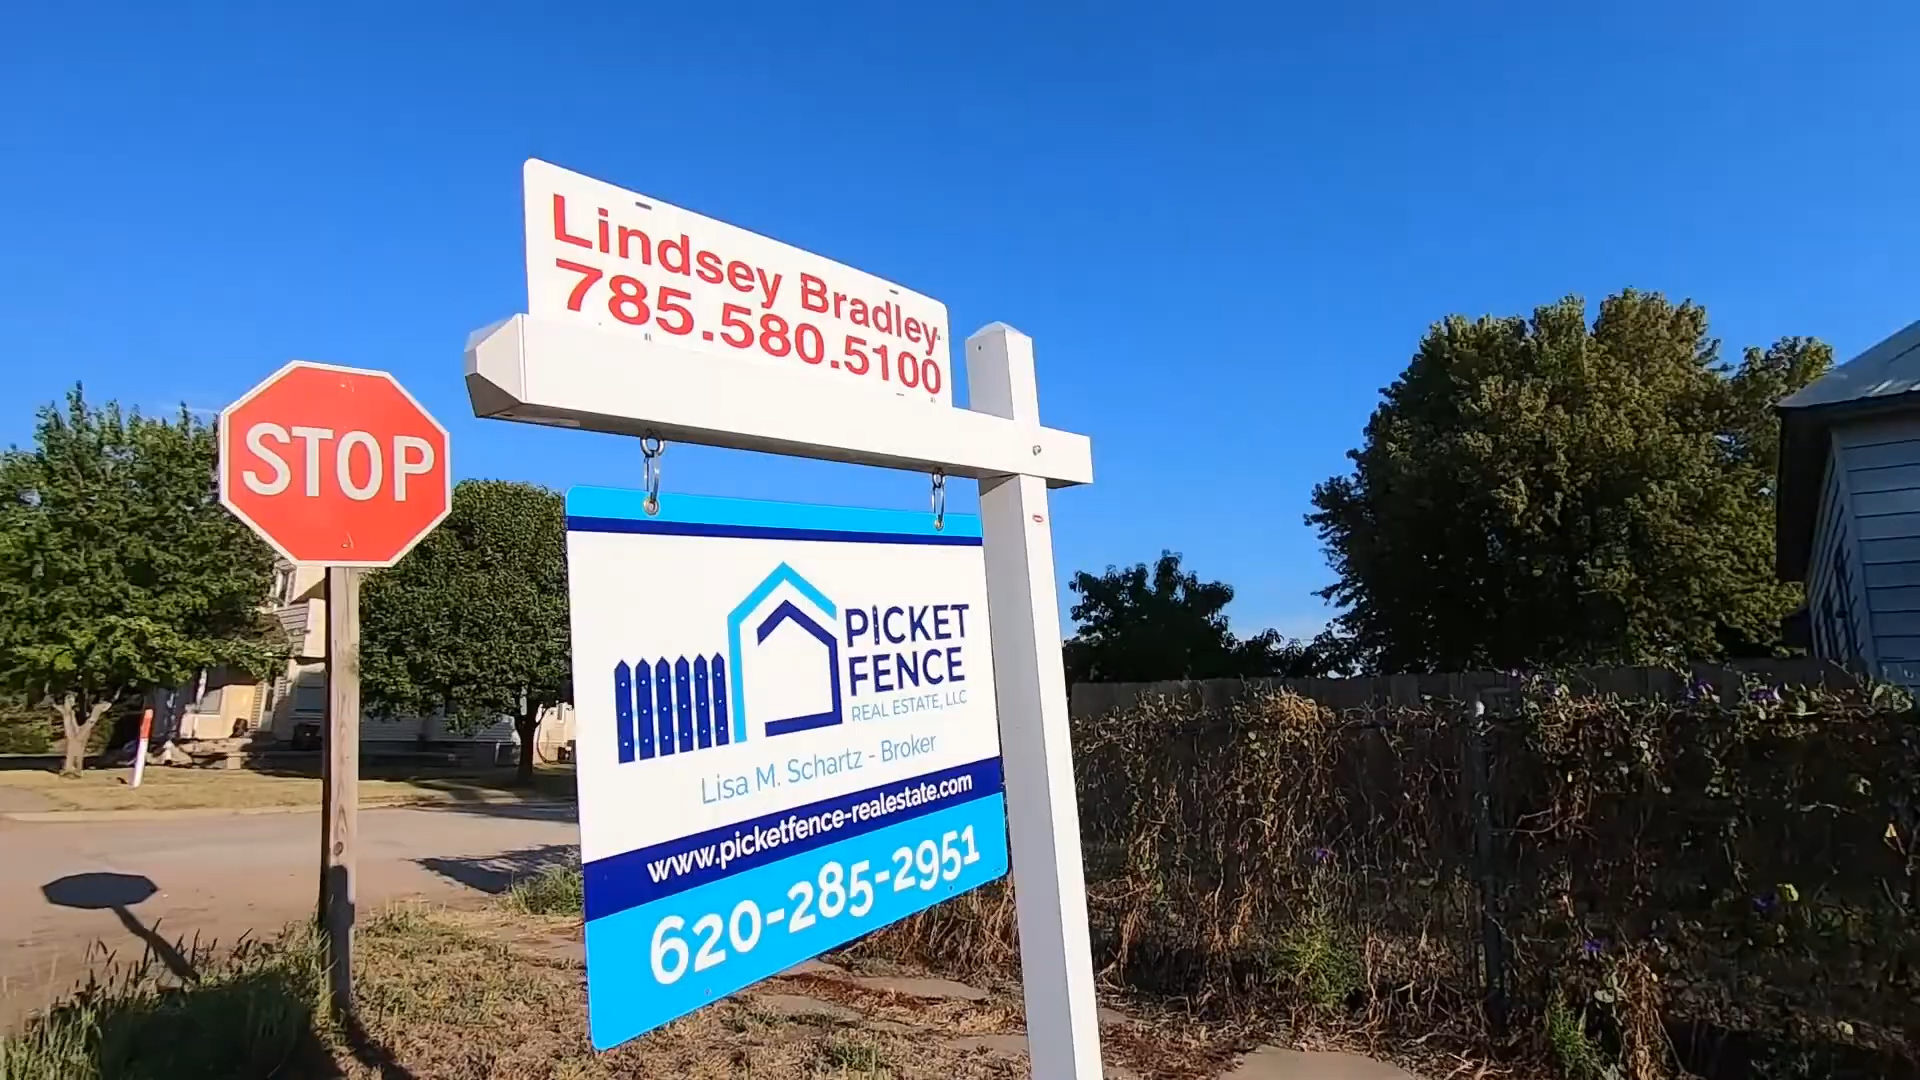 Lindsey Bradley
785.580.5100
STOP
PICKET
FENCE
REAL ESTATE, LLC
Lisa M. Schartz - Broker
www.picketfence-realestate.com
620-285-2951